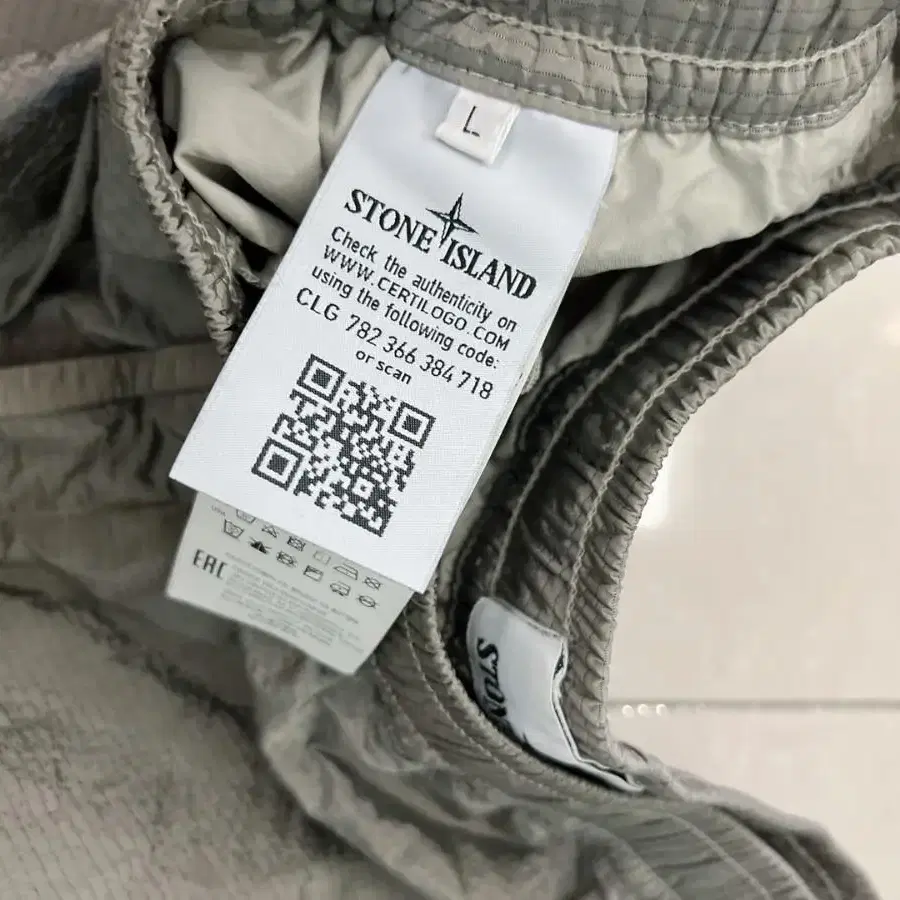 L
STONE ISLAND
Check the authenticity on
WWW.CERTILOGO.COM
using the following code:
CLG 782 366 384 718
or scan
EAC